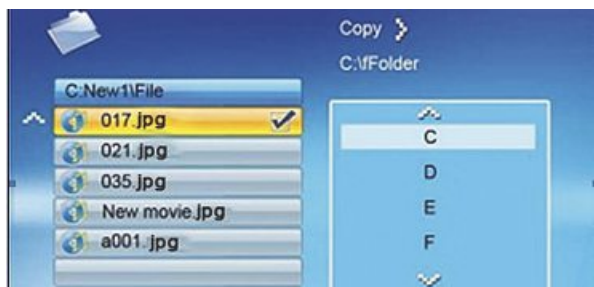 Copy
C:\fFolder
C:New1\File
017.jpg
021.jpg
035.jpg
New movie.jpg
a001.jpg
C
D
E
F